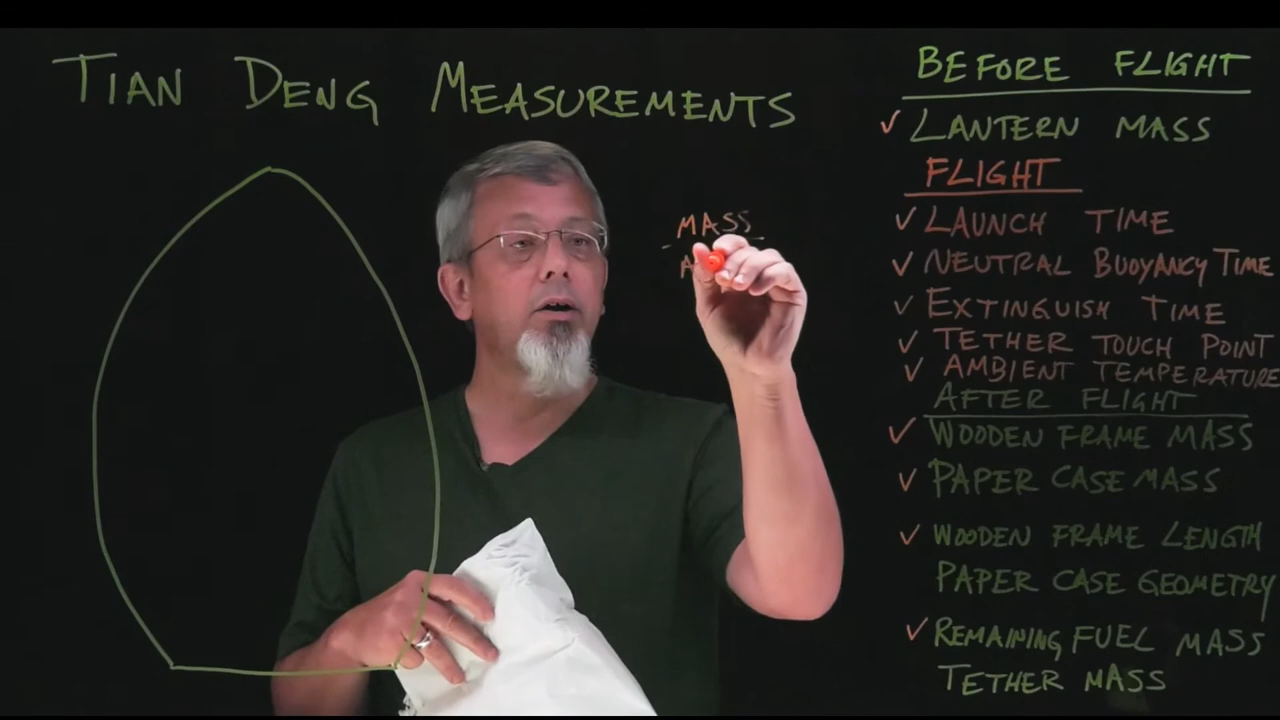 TIAN DENG MEASUREMENTS
MASS
BEFORE FLIGHT
✓ LANTERN MASS
FLIGHT
✓ LAUNCH TIME
✓ NEUTRAL BUOYANCY TIME
✓ EXTINGUISH TIME
✓ TETHER TOUCH POINT
✓ AMBIENT TEMPERATURE
AFTER FLIGHT
✓ WOODEN FRAME MASS
✓ PAPER CASE MASS
✓ WOODEN FRAME LENGTH
PAPER CASE GEOMETRY
✓ REMAINING FUEL MASS
TETHER MASS